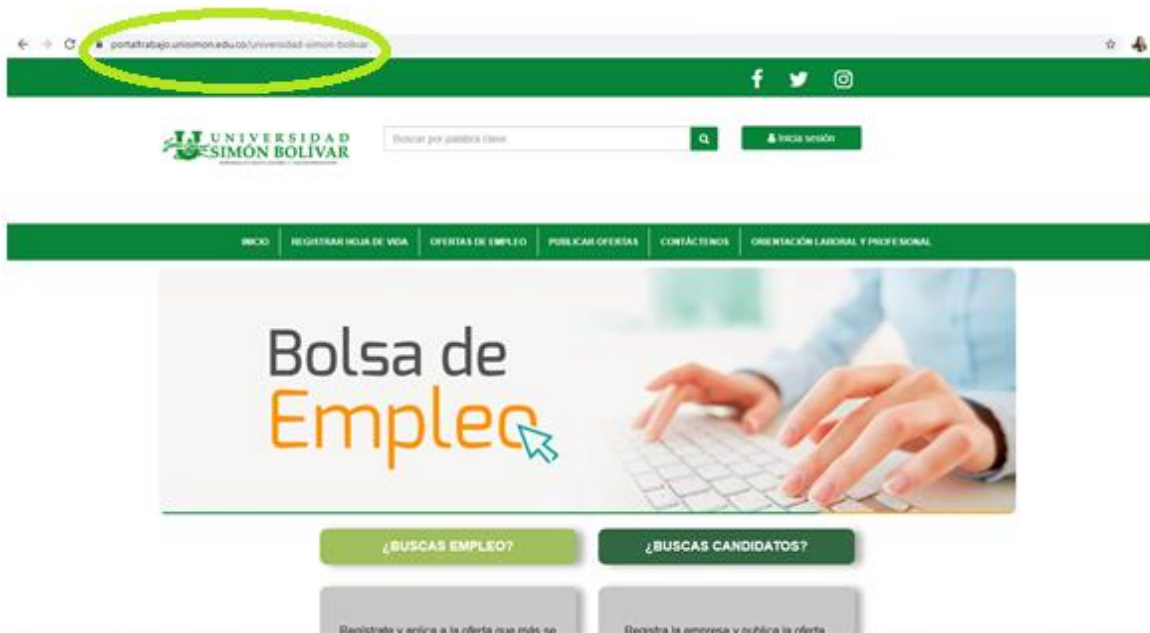 portaltrabajo.unisimon.edu.co/universidad-simon-bolivar
UNIVERSIDAD
SIMÓN BOLÍVAR
Buscar por palabra clave
Inicia sesión
INICIO
REGISTRAR HOJA DE VIDA
OFERTAS DE EMPLEO
PUBLICAR OFERTAS
CONTÁCTENOS
ORIENTACIÓN LABORAL Y PROFESIONAL
Bolsa de
Empleo
¿BUSCAS EMPLEO?
¿BUSCAS CANDIDATOS?
Regístrate y aplica a la oferta que más se
Registra la empresa y publica la oferta